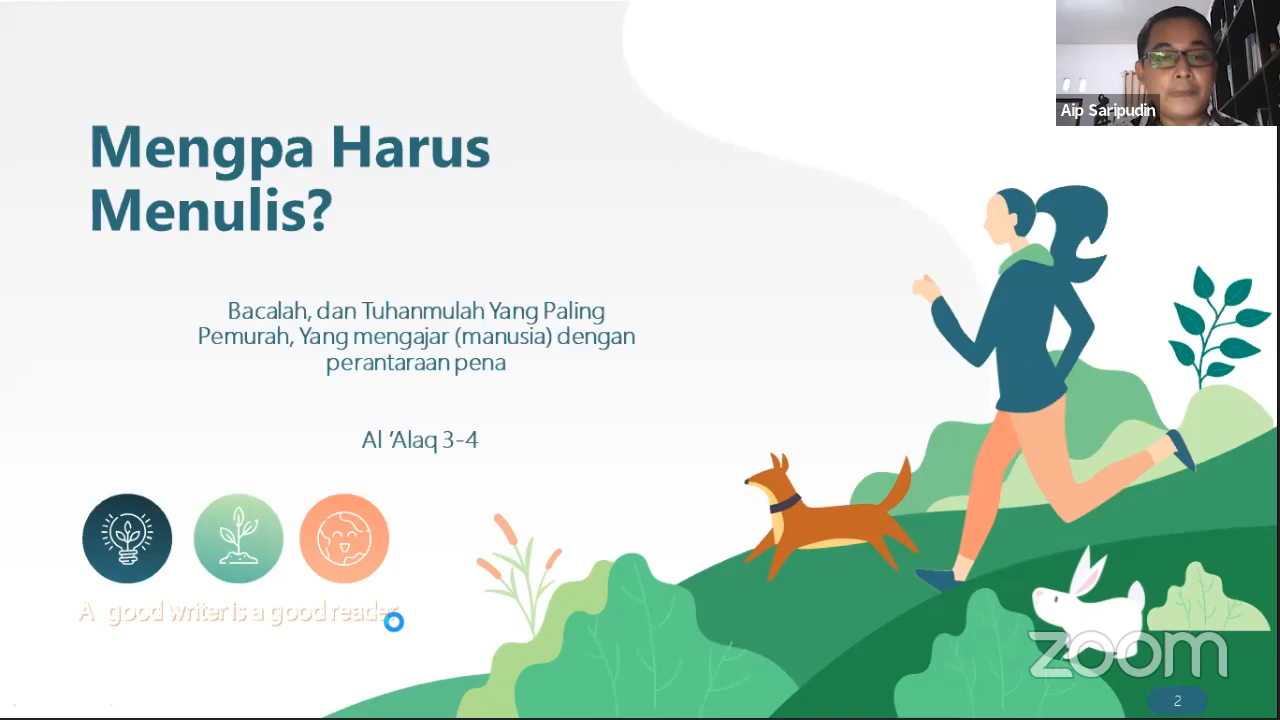 Aip Saripudin
Mengpa Harus
Menulis?
Bacalah, dan Tuhanmulah Yang Paling
Pemurah, Yang mengajar (manusia) dengan
perantaraan pena
Al ‘Alaq 3-4
A good writer is a good reader
zoom
2